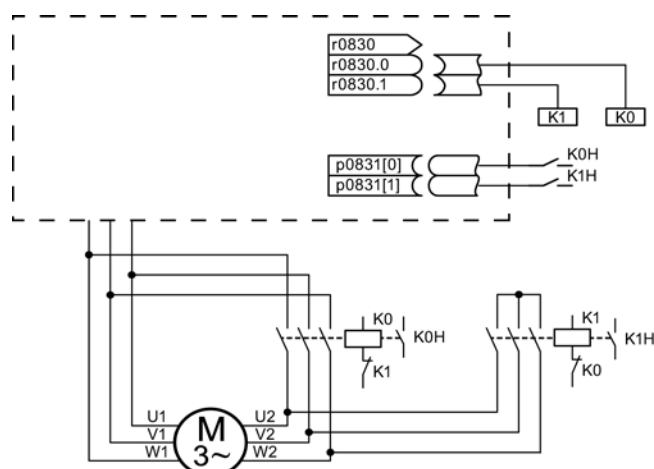 r0830
r0830.0
r0830.1
K1 K0
p0831[0] K0H
p0831[1] K1H
K0 K0H K1
K1 K1H K0
U1 M U2
V1 3~ V2
W1 W2